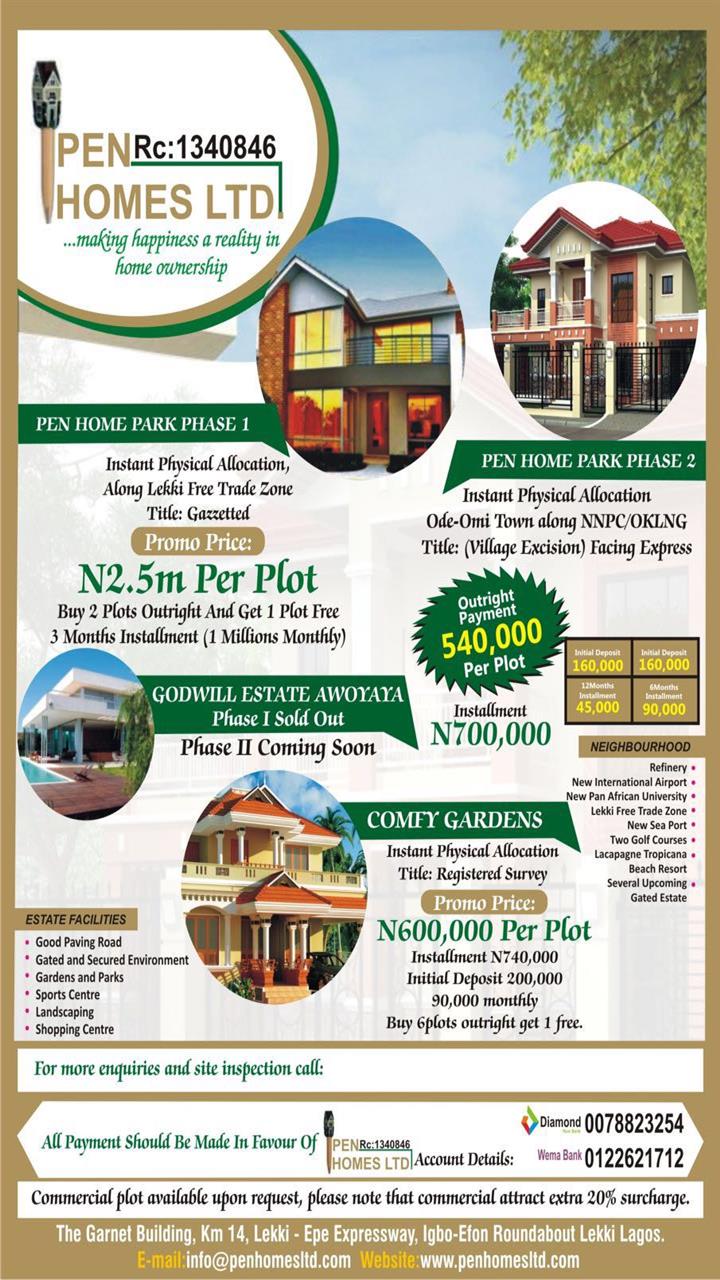 PEN Rc:1340846
HOMES LTD.
...making happiness a reality in
home ownership
PEN HOME PARK PHASE 1
Instant Physical Allocation,
Along Lekki Free Trade Zone
Title: Gazzetted
Promo Price:
N2.5m Per Plot
Buy 2 Plots Outright And Get 1 Plot Free
3 Months Installment (1 Millions Monthly)
PEN HOME PARK PHASE 2
Instant Physical Allocation
Ode-Omi Town along NNPC/OKLNG
Title: (Village Excision) Facing Express
Outright
Payment
540,000
Per Plot
Installment
N700,000
Initial Deposit
160,000
Initial Deposit
160,000
12Months
Installment
45,000
6Months
Installment
90,000
GODWILL ESTATE AWOYAYA
Phase I Sold Out
Phase II Coming Soon
NEIGHBOURHOOD
Refinery •
New International Airport •
New Pan African University •
Lekki Free Trade Zone •
New Sea Port •
Two Golf Courses •
Lacapagne Tropicana •
Beach Resort
Several Upcoming •
Gated Estate
COMFY GARDENS
Instant Physical Allocation
Title: Registered Survey
Promo Price:
N600,000 Per Plot
Installment N740,000
Initial Deposit 200,000
90,000 monthly
Buy 6plots outright get 1 free.
ESTATE FACILITIES
• Good Paving Road
• Gated and Secured Environment
• Gardens and Parks
• Sports Centre
• Landscaping
• Shopping Centre
For more enquiries and site inspection call:
All Payment Should Be Made In Favour Of
PEN Rc:1340846
HOMES LTD
Account Details:
Diamond 0078823254
Wema Bank 0122621712
Commercial plot available upon request, please note that commercial attract extra 20% surcharge.
The Garnet Building, Km 14, Lekki - Epe Expressway, Igbo-Efon Roundabout Lekki Lagos.
E-mail:info@penhomesltd.com Website:www.penhomesltd.com